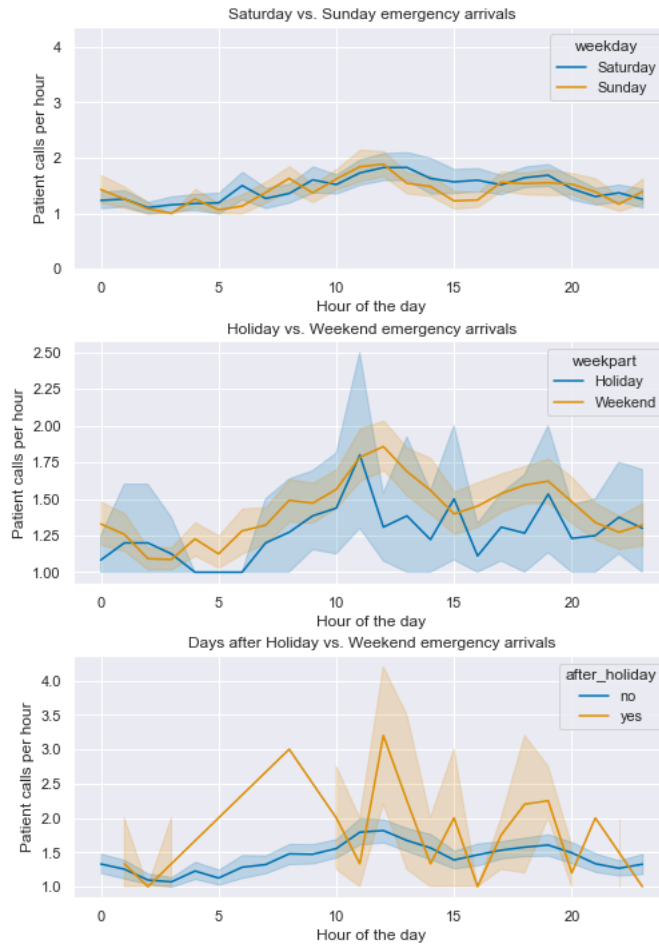 Saturday vs. Sunday emergency arrivals
weekday
Saturday
Sunday
Patient calls per hour
4
3
2
1
0
0 5 10 15 20
Hour of the day
Holiday vs. Weekend emergency arrivals
weekpart
Holiday
Weekend
Patient calls per hour
2.50
2.25
2.00
1.75
1.50
1.25
1.00
0 5 10 15 20
Hour of the day
Days after Holiday vs. Weekend emergency arrivals
after_holiday
no
yes
Patient calls per hour
4.0
3.5
3.0
2.5
2.0
1.5
1.0
0 5 10 15 20
Hour of the day